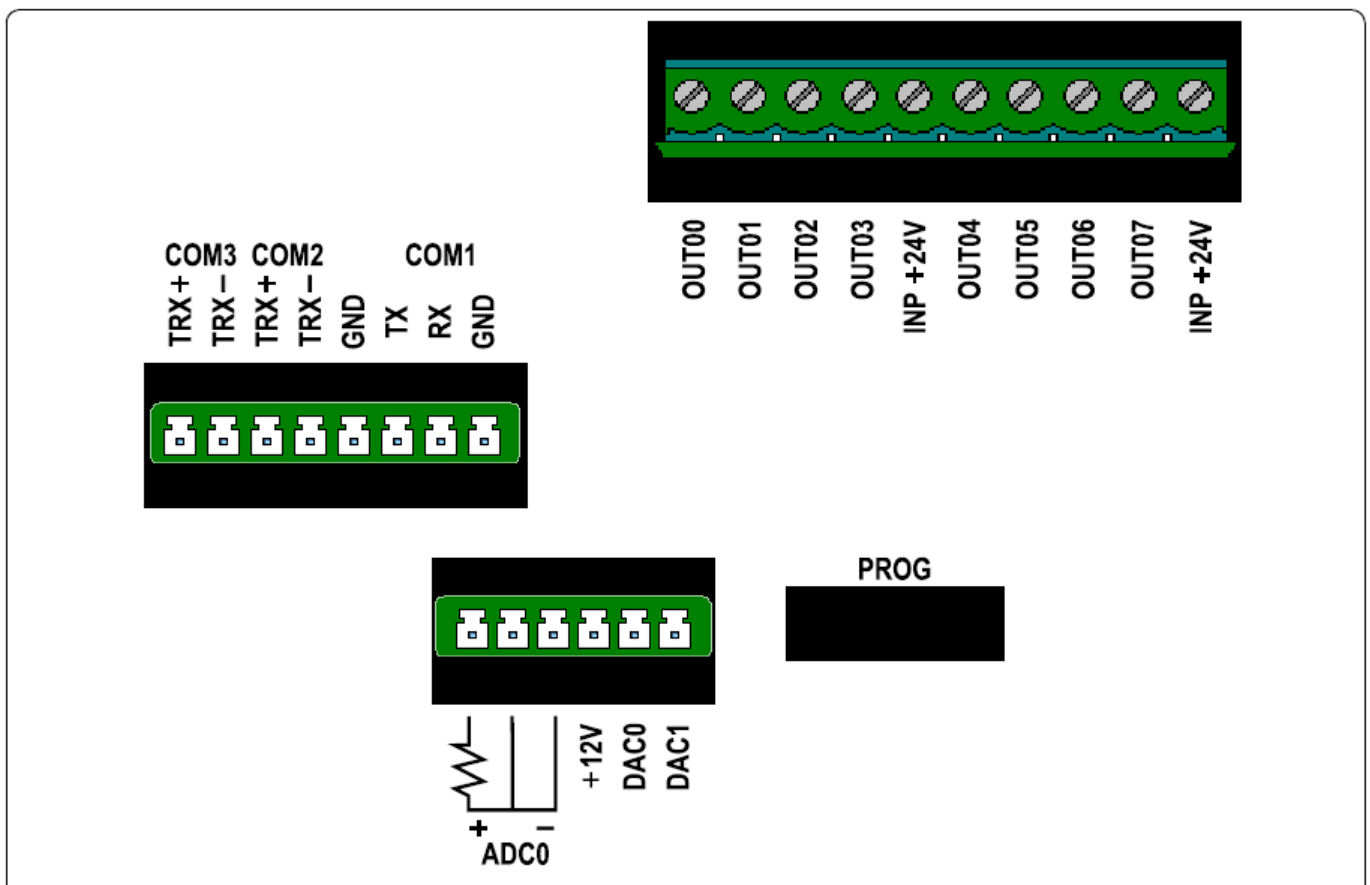 OUT00 OUT01 OUT02 OUT03 INP +24V OUT04 OUT05 OUT06 OUT07 INP +24V
COM3 COM2 COM1
TRX+ TRX– TRX+ TRX– GND TX RX GND
PROG
+12V DAC0 DAC1
+ –
ADC0